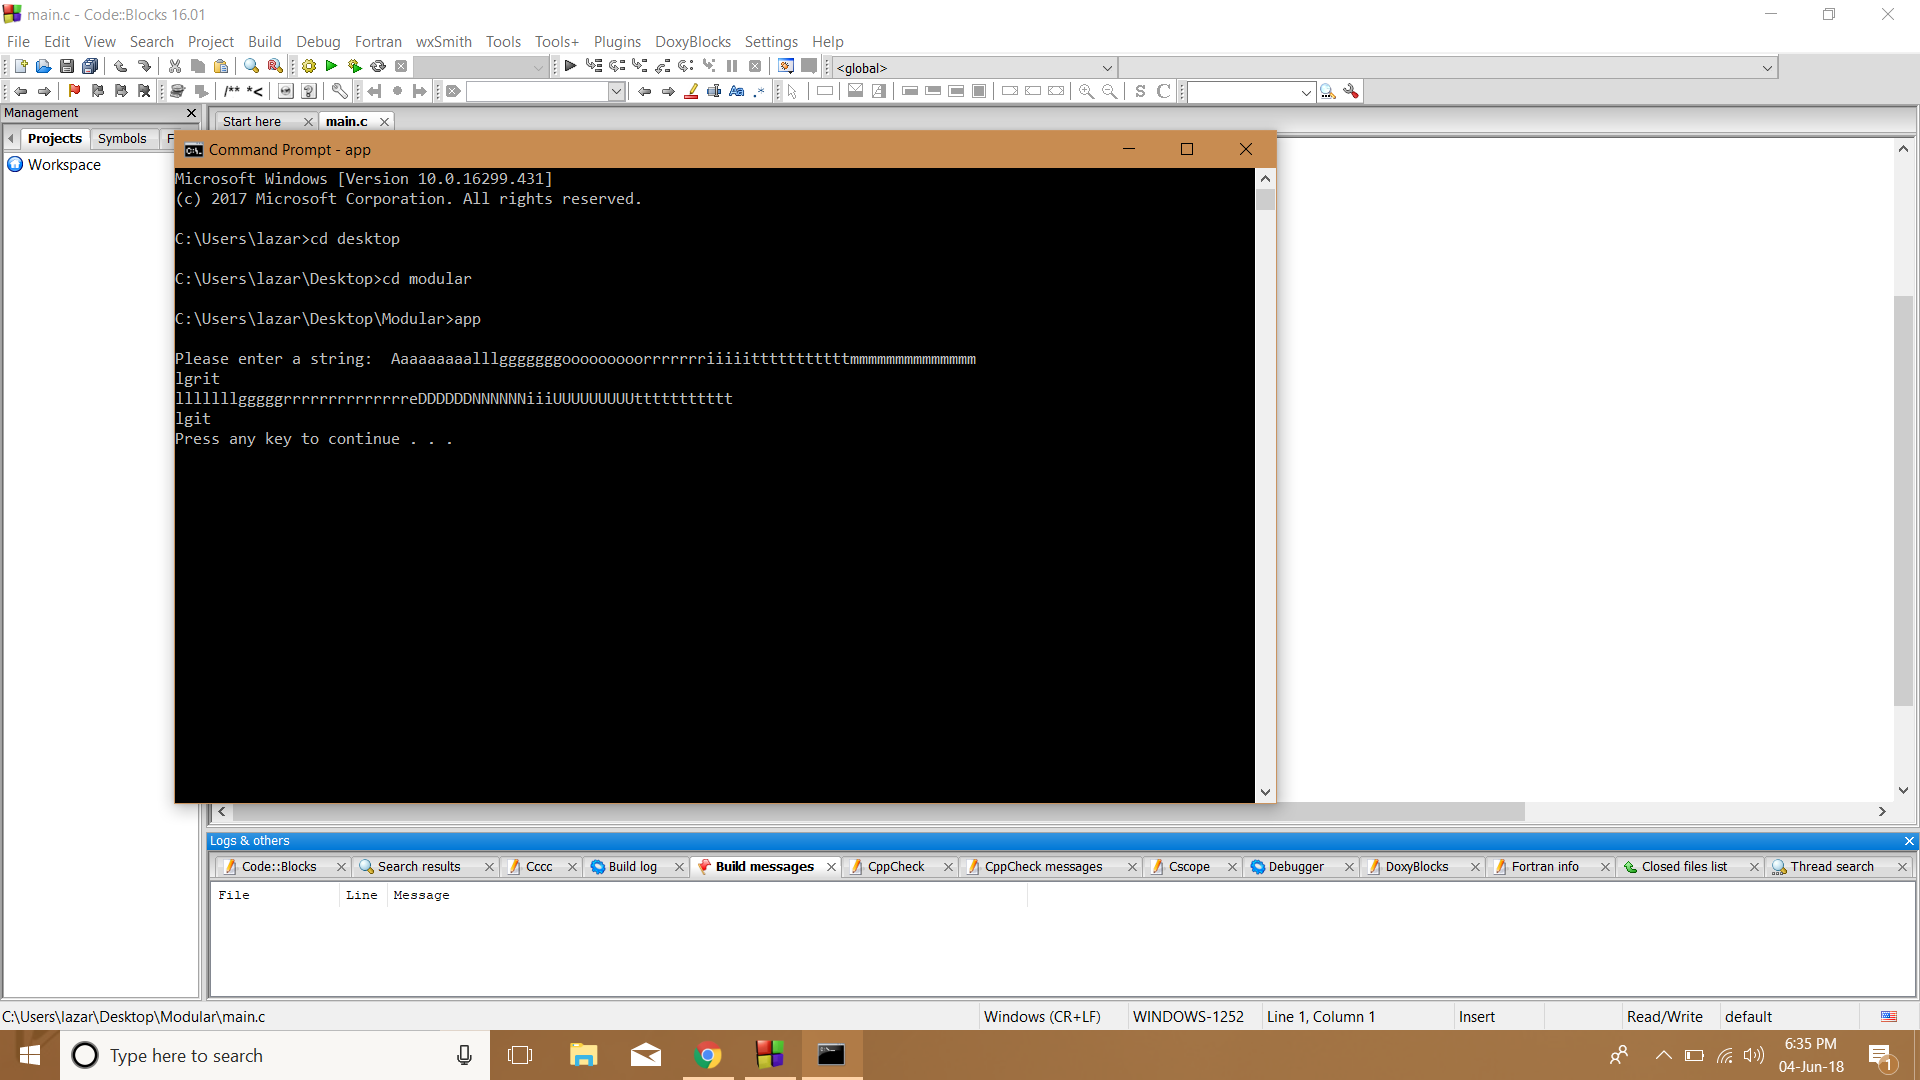 main.c - Code::Blocks 16.01
File Edit View Search Project Build Debug Fortran wxSmith Tools Tools+ Plugins DoxyBlocks Settings Help
<global>
/** *<
S C
Management
Start here main.c
Projects Symbols F
Workspace
Command Prompt - app
Microsoft Windows [Version 10.0.16299.431]
(c) 2017 Microsoft Corporation. All rights reserved.
C:\Users\lazar>cd desktop
C:\Users\lazar\Desktop>cd modular
C:\Users\lazar\Desktop\Modular>app
Please enter a string:  Aaaaaaaaalllgggggggooooooooorrrrrrriiiiitttttttttttmmmmmmmmmmmmmm
lgrit
lllllllgggggrrrrrrrrrrrrrreDDDDDDNNNNNNiiiUUUUUUUUUttttttttttt
lgit
Press any key to continue . . .
Logs & others
Code::Blocks Search results Cccc Build log Build messages CppCheck CppCheck messages Cscope Debugger DoxyBlocks Fortran info Closed files list Thread search
File Line Message
C:\Users\lazar\Desktop\Modular\main.c Windows (CR+LF) WINDOWS-1252 Line 1, Column 1 Insert Read/Write default
Type here to search
6:35 PM
04-Jun-18
1